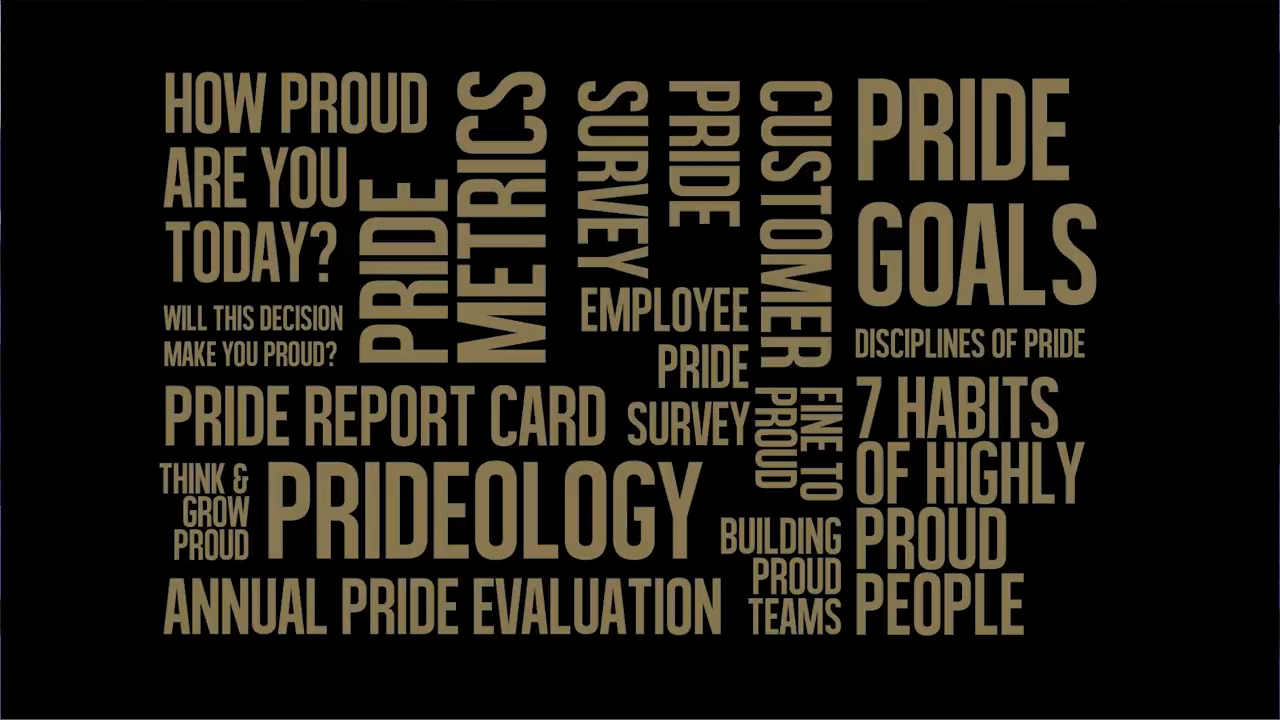 HOW PROUD
ARE YOU
TODAY?
WILL THIS DECISION
MAKE YOU PROUD?
PRIDE
METRICS
CUSTOMER
PRIDE
SURVEY
EMPLOYEE
PRIDE
SURVEY
PRIDE
GOALS
DISCIPLINES OF PRIDE
PRIDE REPORT CARD
THINK &
GROW
PROUD
PRIDEOLOGY
ANNUAL PRIDE EVALUATION
FINE TO
PROUD
BUILDING
PROUD
TEAMS
7 HABITS
OF HIGHLY
PROUD
PEOPLE